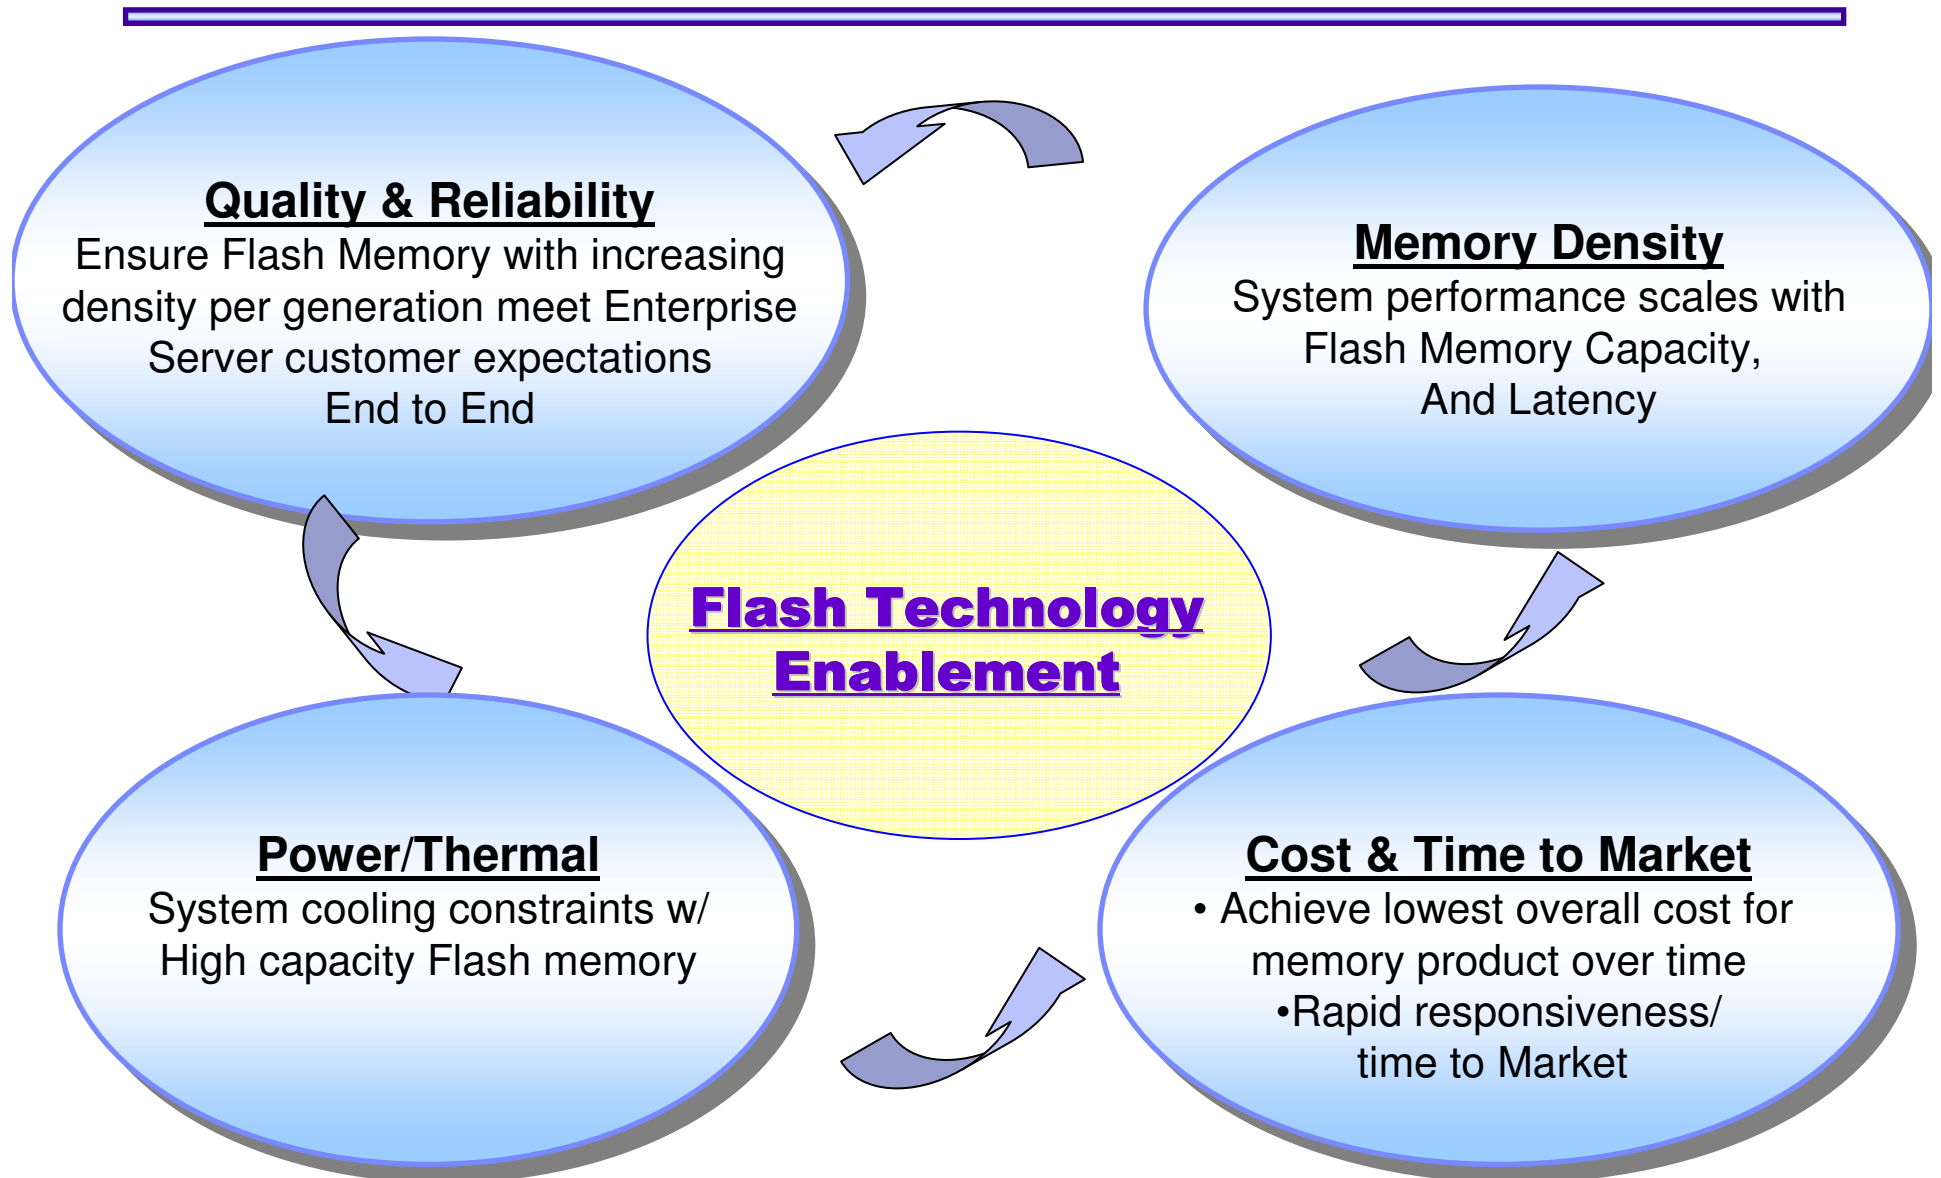 Quality & Reliability
Ensure Flash Memory with increasing
density per generation meet Enterprise
Server customer expectations
End to End
Memory Density
System performance scales with
Flash Memory Capacity,
And Latency
Flash Technology
Enablement
Power/Thermal
System cooling constraints w/
High capacity Flash memory
Cost & Time to Market
• Achieve lowest overall cost for
memory product over time
•Rapid responsiveness/
time to Market